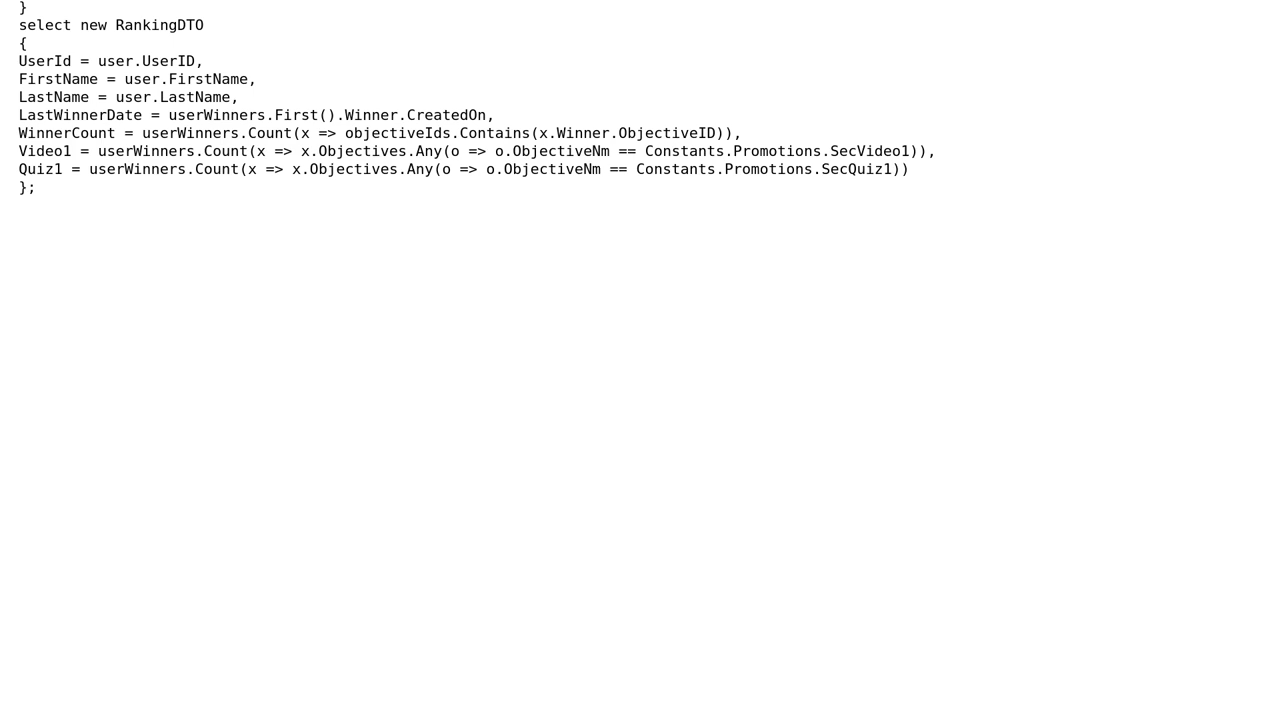 }
select new RankingDTO
{
UserId = user.UserID,
FirstName = user.FirstName,
LastName = user.LastName,
LastWinnerDate = userWinners.First().Winner.CreatedOn,
WinnerCount = userWinners.Count(x => objectiveIds.Contains(x.Winner.ObjectiveID)),
Video1 = userWinners.Count(x => x.Objectives.Any(o => o.ObjectiveNm == Constants.Promotions.SecVideo1)),
Quiz1 = userWinners.Count(x => x.Objectives.Any(o => o.ObjectiveNm == Constants.Promotions.SecQuiz1))
};